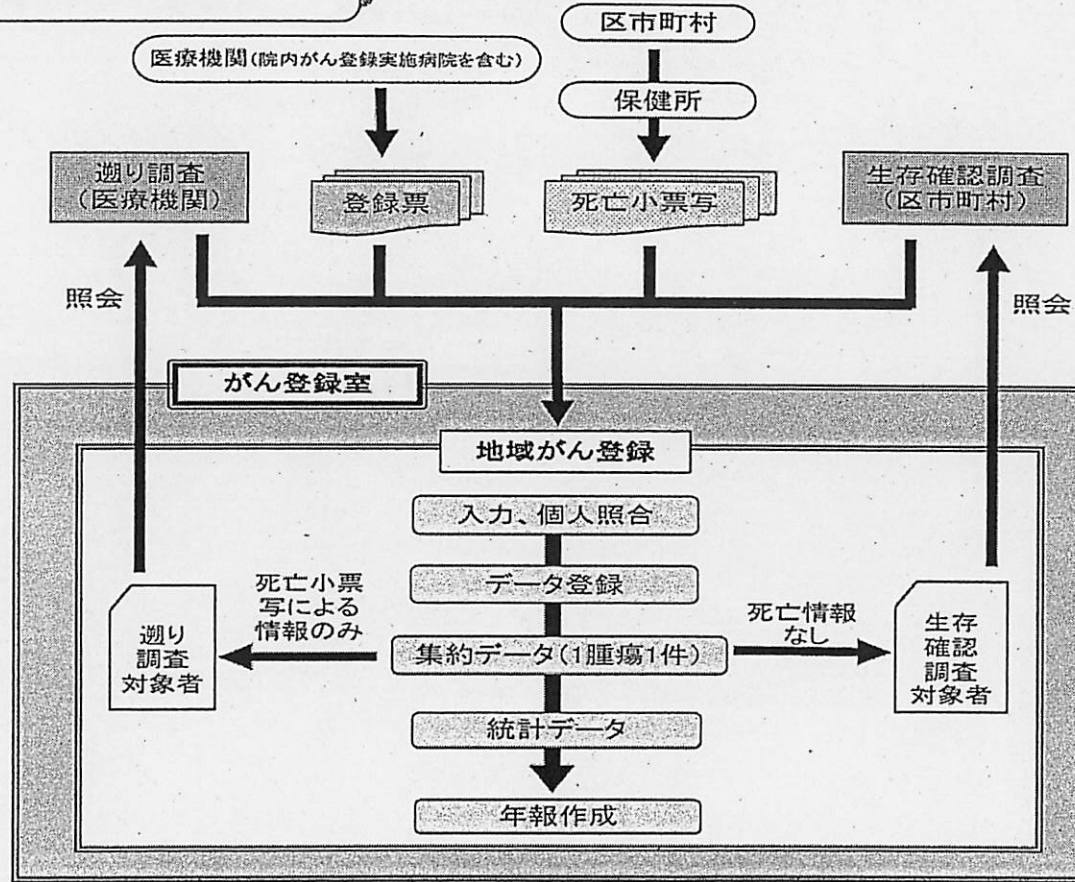 区市町村
医療機関(院内がん登録実施病院を含む)
保健所
遡り調査
(医療機関)
登録票
死亡小票写
生存確認調査
(区市町村)
照会
照会
がん登録室
地域がん登録
入力、個人照合
データ登録
死亡小票
写による
情報のみ
死亡情報
なし
遡り
調査
対象者
集約データ(1腫瘍1件)
生存
確認
調査
対象者
統計データ
年報作成